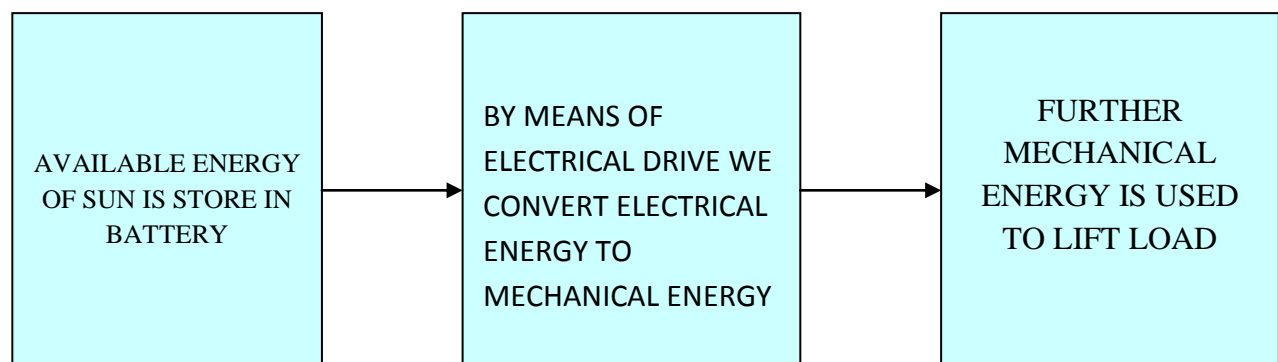 AVAILABLE ENERGY
OF SUN IS STORE IN
BATTERY
BY MEANS OF
ELECTRICAL DRIVE WE
CONVERT ELECTRICAL
ENERGY TO
MECHANICAL ENERGY
FURTHER
MECHANICAL
ENERGY IS USED
TO LIFT LOAD